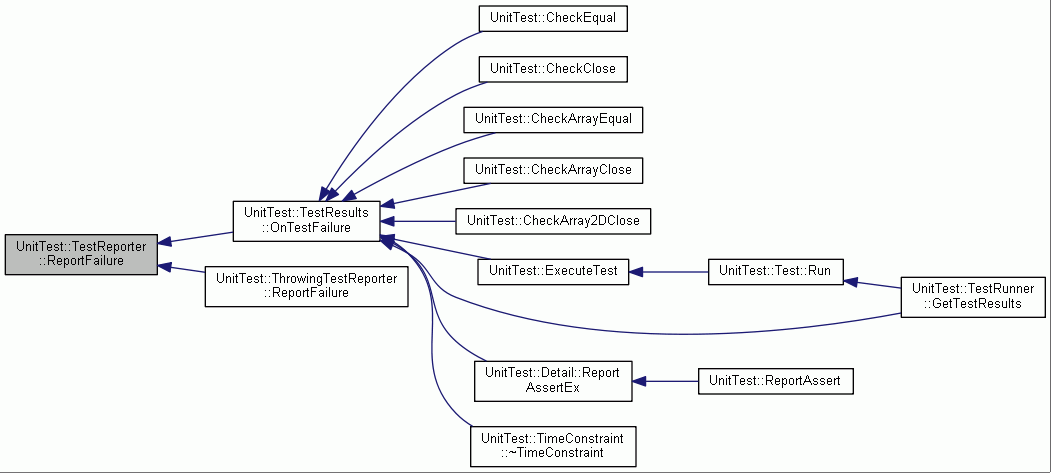 UnitTest::CheckEqual
UnitTest::CheckClose
UnitTest::CheckArrayEqual
UnitTest::CheckArrayClose
UnitTest::TestResults
::OnTestFailure
UnitTest::CheckArray2DClose
UnitTest::TestReporter
::ReportFailure
UnitTest::ThrowingTestReporter
::ReportFailure
UnitTest::ExecuteTest
UnitTest::Test::Run
UnitTest::TestRunner
::GetTestResults
UnitTest::Detail::Report
AssertEx
UnitTest::ReportAssert
UnitTest::TimeConstraint
::~TimeConstraint